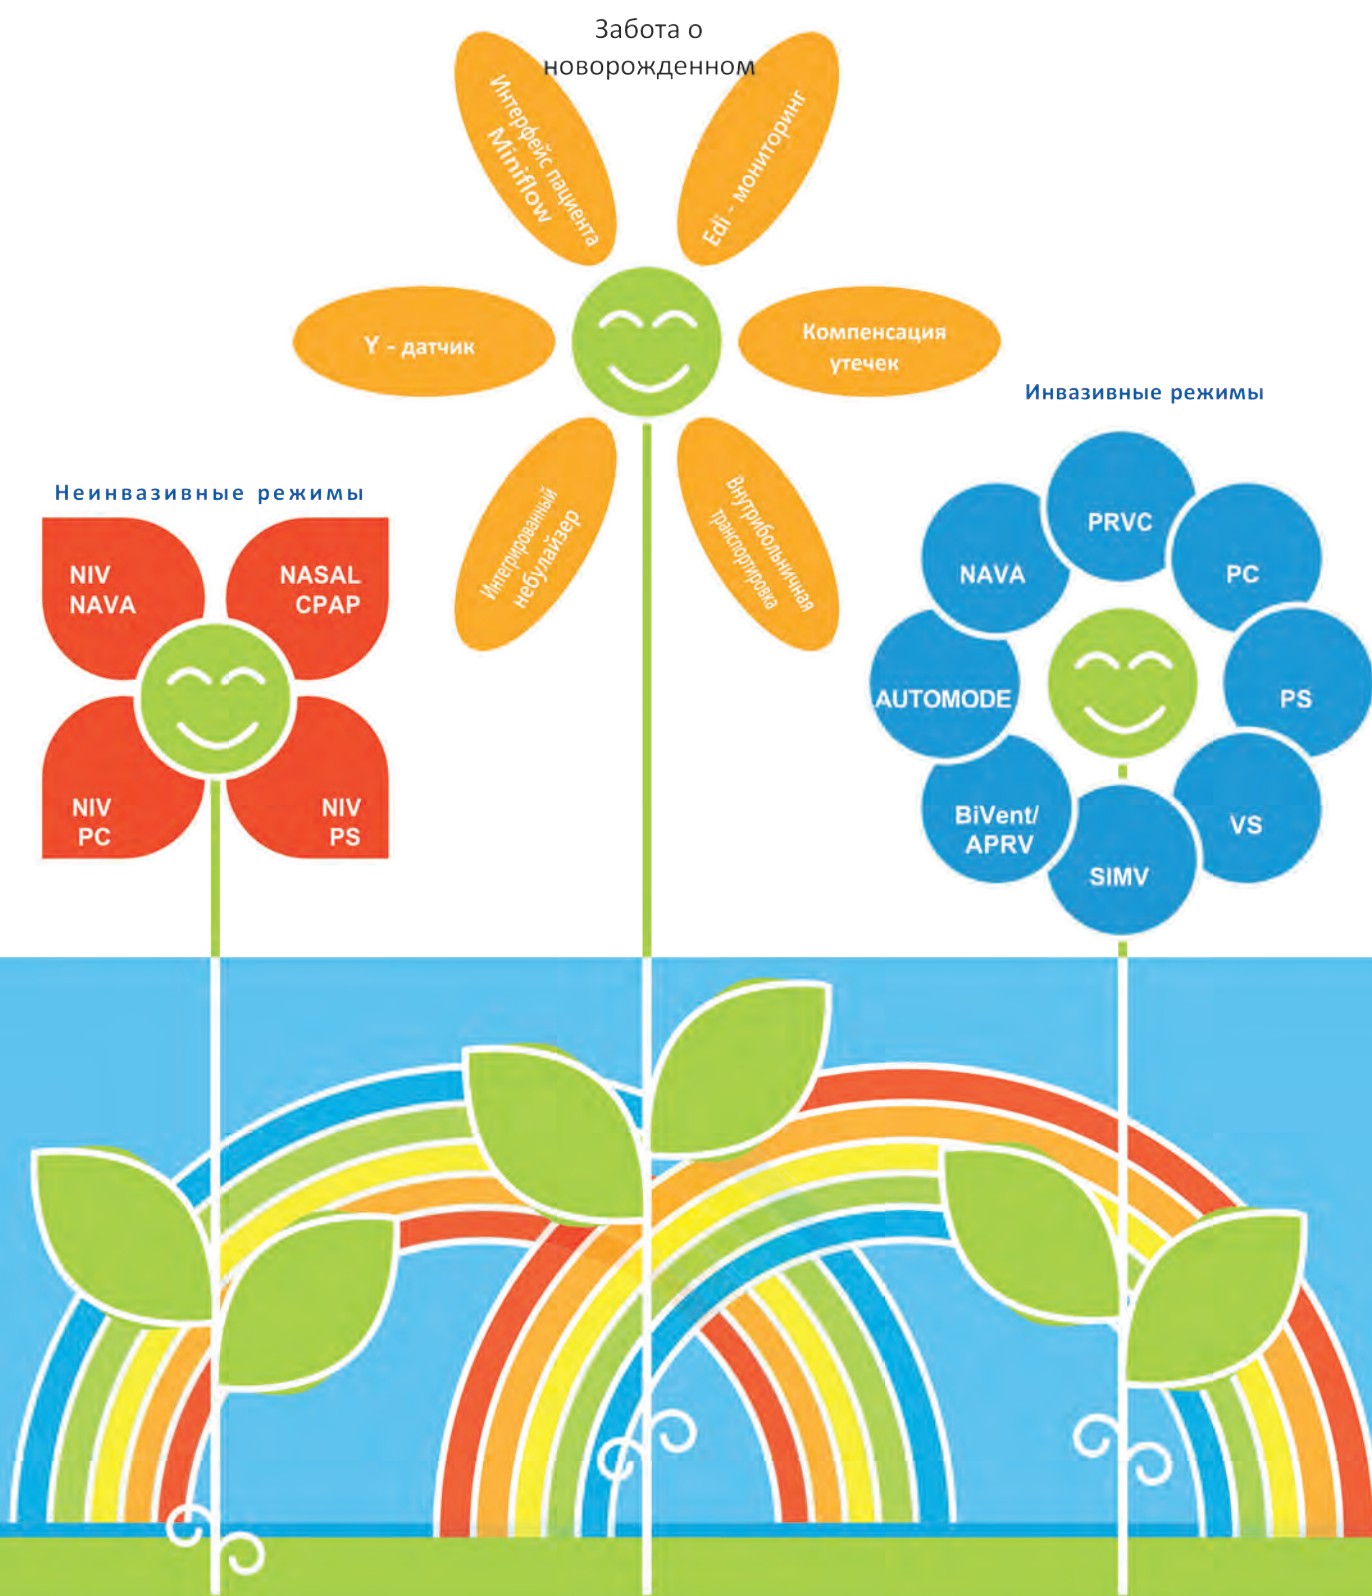 Забота о
новорожденном
Интерфейс пациента
Miniflow
Edi - мониторинг
Y - датчик
Компенсация
утечек
Интегрированный
небулайзер
Внутрибольничная
транспортировка
Неинвазивные режимы
NIV
NAVA
NASAL
CPAP
NIV
PC
NIV
PS
Инвазивные режимы
PRVC
NAVA
PC
AUTOMODE
PS
BiVent/
APRV
VS
SIMV